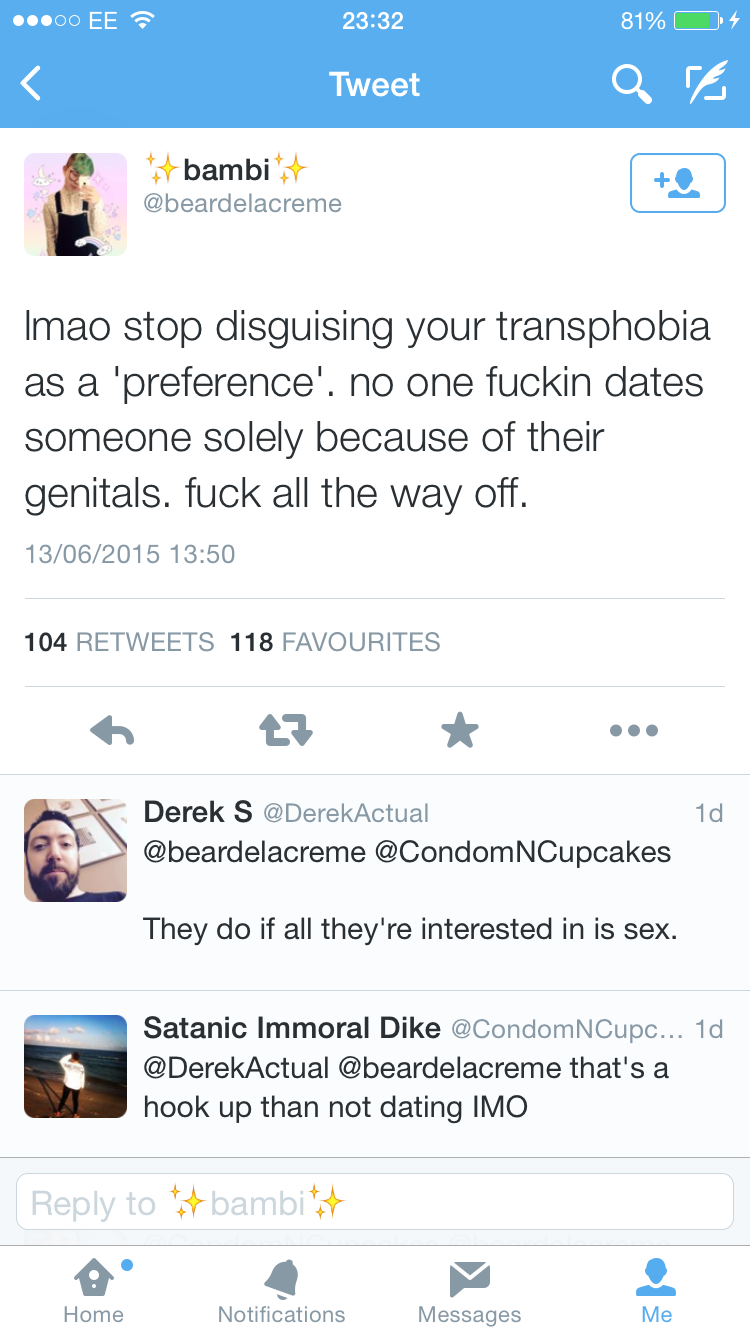 EE 23:32 81%
Tweet
✨bambi✨
@beardelacreme
lmao stop disguising your transphobia
as a 'preference'. no one fuckin dates
someone solely because of their
genitals. fuck all the way off.
13/06/2015 13:50
104 RETWEETS 118 FAVOURITES
Derek S @DerekActual 1d
@beardelacreme @CondomNCupcakes
They do if all they're interested in is sex.
Satanic Immoral Dike @CondomNCupc... 1d
@DerekActual @beardelacreme that's a
hook up than not dating IMO
Reply to ✨bambi✨
Home Notifications Messages Me